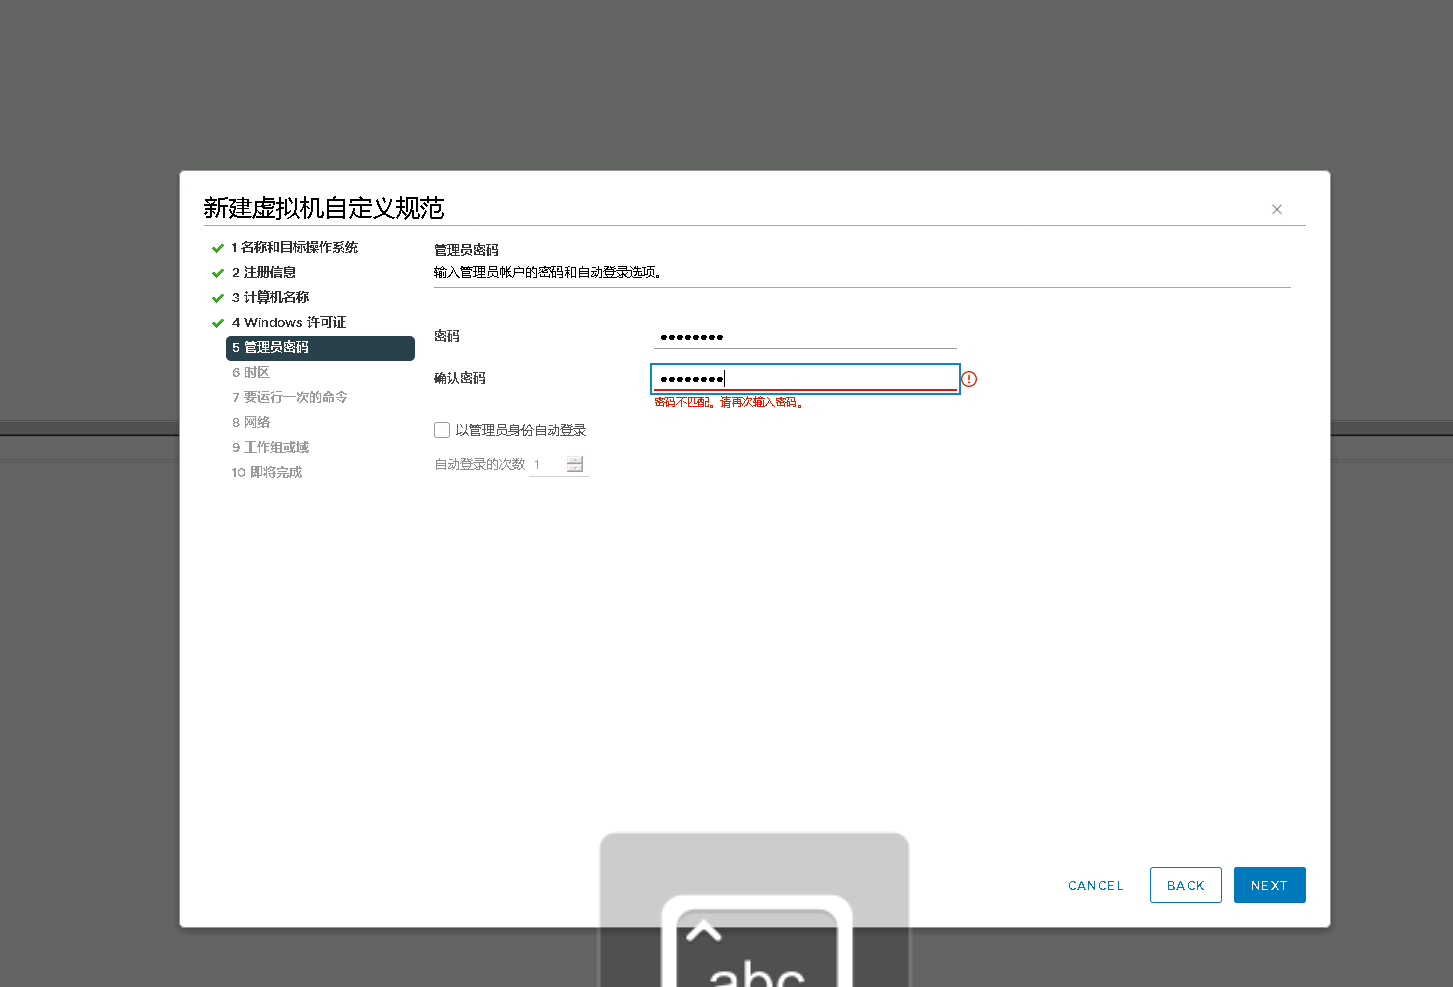 新建虚拟机自定义规范
1 名称和目标操作系统
2 注册信息
3 计算机名称
4 Windows 许可证
5 管理员密码
6 时区
7 要运行一次的命令
8 网络
9 工作组或域
10 即将完成
管理员密码
输入管理员帐户的密码和自动登录选项。
密码
确认密码
密码不匹配。请再次输入密码。
以管理员身份自动登录
自动登录的次数 1
CANCEL
BACK
NEXT
abc